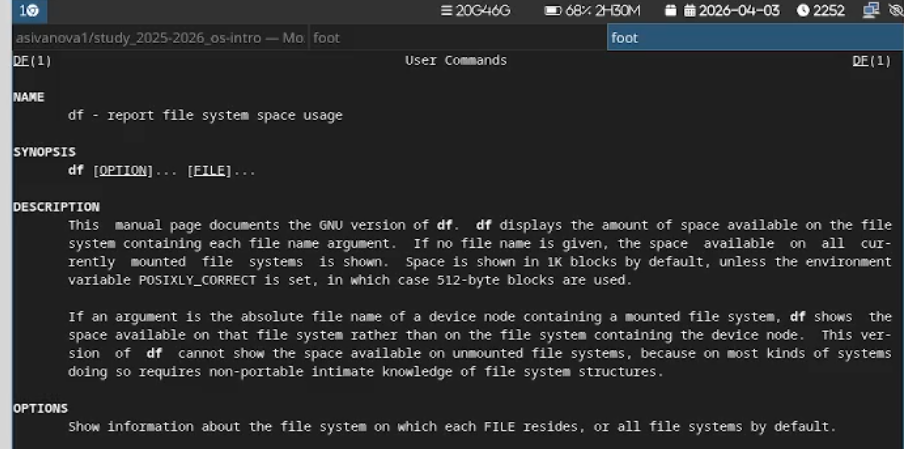 1
20G46G 68% 2H30M 2026-04-03 2252
asivanova1/study_2025-2026_os-intro — Mo: foot foot
DF(1) User Commands DF(1)
NAME
df - report file system space usage
SYNOPSIS
df [OPTION]... [FILE]...
DESCRIPTION
This manual page documents the GNU version of df. df displays the amount of space available on the file
system containing each file name argument. If no file name is given, the space available on all cur-
rently mounted file systems is shown. Space is shown in 1K blocks by default, unless the environment
variable POSIXLY_CORRECT is set, in which case 512-byte blocks are used.
If an argument is the absolute file name of a device node containing a mounted file system, df shows the
space available on that file system rather than on the file system containing the device node. This ver-
sion of df cannot show the space available on unmounted file systems, because on most kinds of systems
doing so requires non-portable intimate knowledge of file system structures.
OPTIONS
Show information about the file system on which each FILE resides, or all file systems by default.